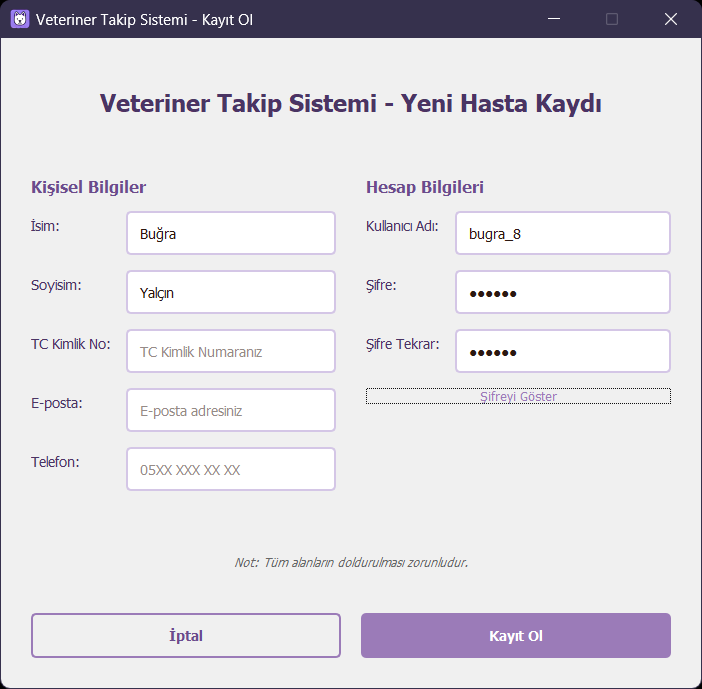 Veteriner Takip Sistemi - Kayıt Ol
Veteriner Takip Sistemi - Yeni Hasta Kaydı
Kişisel Bilgiler
İsim: Buğra
Soyisim: Yalçın
TC Kimlik No: TC Kimlik Numaranız
E-posta: E-posta adresiniz
Telefon: 05XX XXX XX XX
Hesap Bilgileri
Kullanıcı Adı: bugra_8
Şifre: ●●●●●●
Şifre Tekrar: ●●●●●●
Şifreyi Göster
Not: Tüm alanların doldurulması zorunludur.
İptal
Kayıt Ol